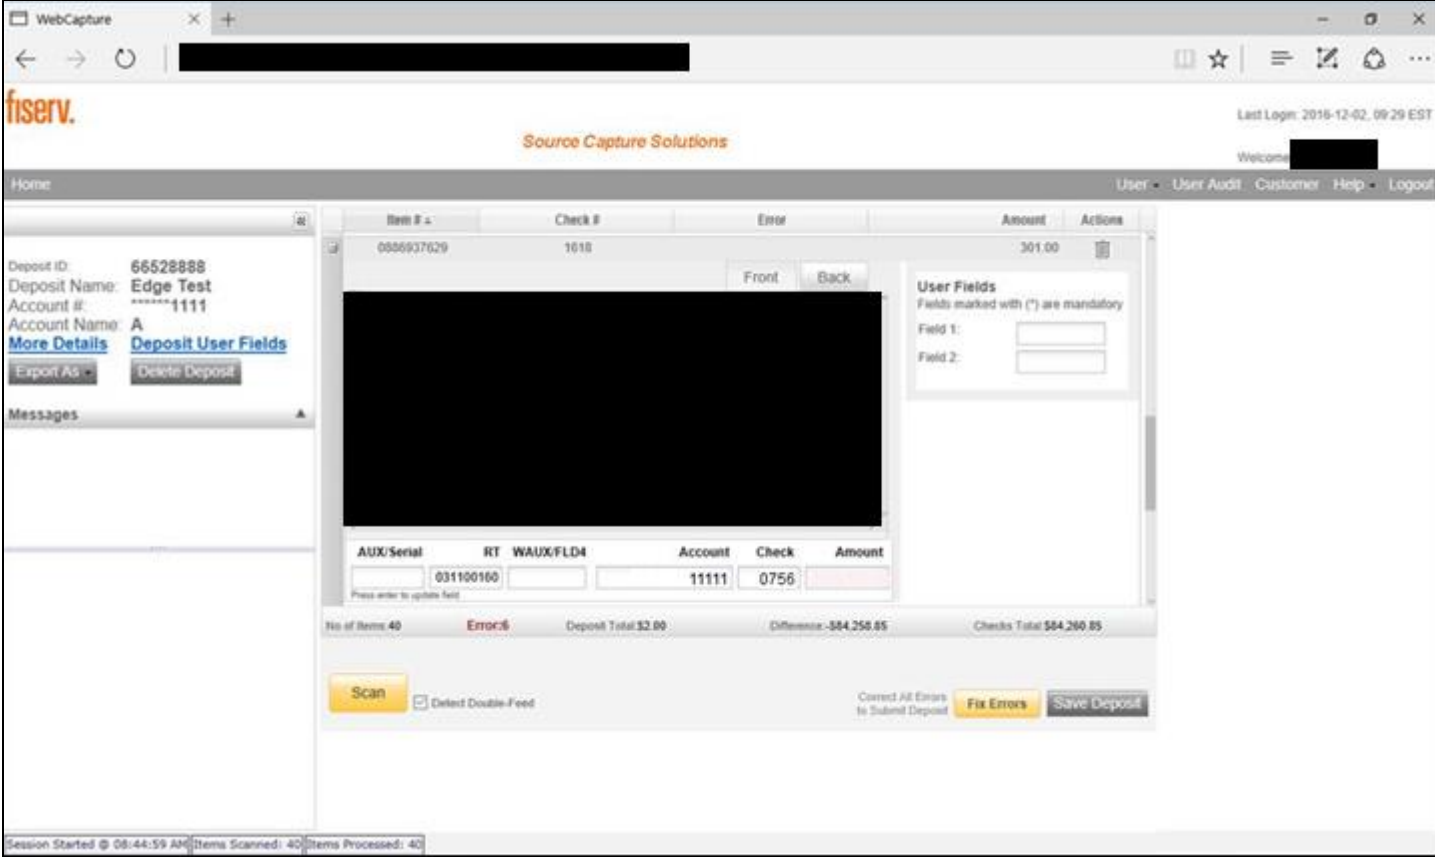 WebCapture
fiserv.
Last Login: 2016-12-02, 09:29 EST
Source Capture Solutions
Welcome
Home User User Audit Customer Help Logout
Item # Check # Error Amount Actions
0886937629 1618 301.00
Deposit ID: 66528888
Deposit Name: Edge Test
Account #: ******1111
Account Name: A
More Details Deposit User Fields
Export As Delete Deposit
Messages
Front Back
User Fields
Fields marked with (*) are mandatory
Field 1:
Field 2:
AUX/Serial RT WAUX/FLD4 Account Check Amount
031100160 11111 0756
Press enter to update field
No of Items:40 Error:6 Deposit Total:$2.00 Difference:-$84,258.85 Checks Total:$84,260.85
Scan Detect Double-Feed
Correct All Errors
to Submit Deposit
Fix Errors Save Deposit
Session Started @ 08:44:59 AM Items Scanned: 40 Items Processed: 40